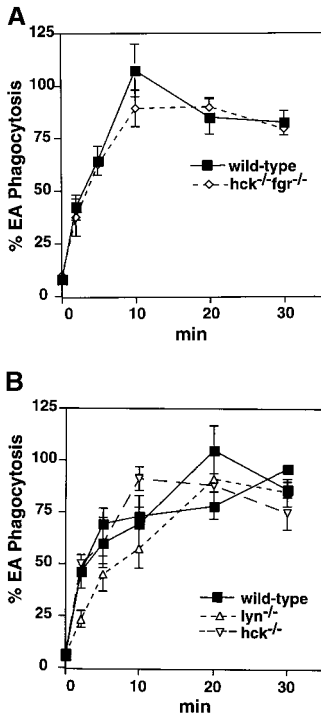 A
125
100
75
50
25
0
% EA Phagocytosis
wild-type
hck-/-fgr-/-
0 10 20 30
min
B
125
100
75
50
25
0
% EA Phagocytosis
wild-type
lyn-/-
hck-/-
0 10 20 30
min